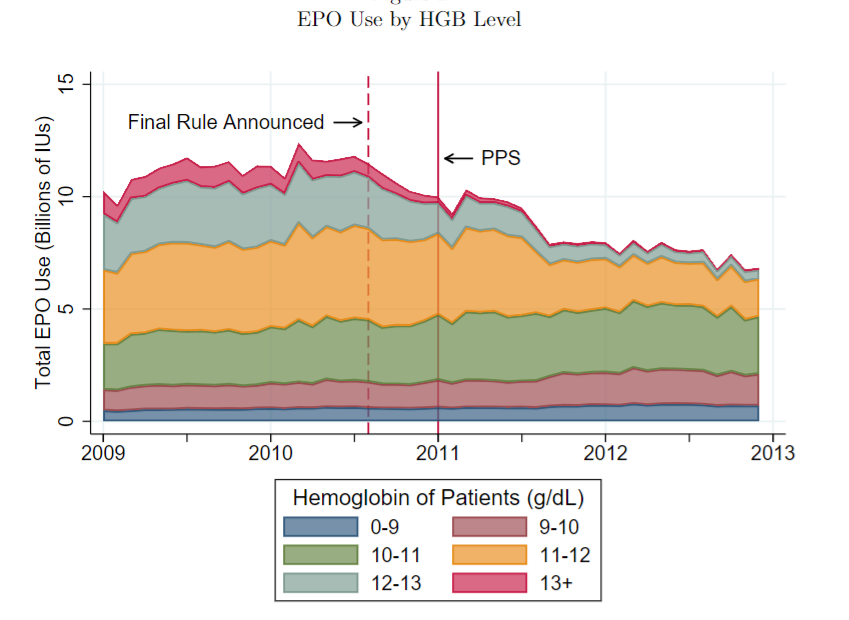 EPO Use by HGB Level
15
Final Rule Announced
PPS
10
Total EPO Use (Billions of IUs)
5
0
2009 2010 2011 2012 2013
Hemoglobin of Patients (g/dL)
0-9 9-10
10-11 11-12
12-13 13+